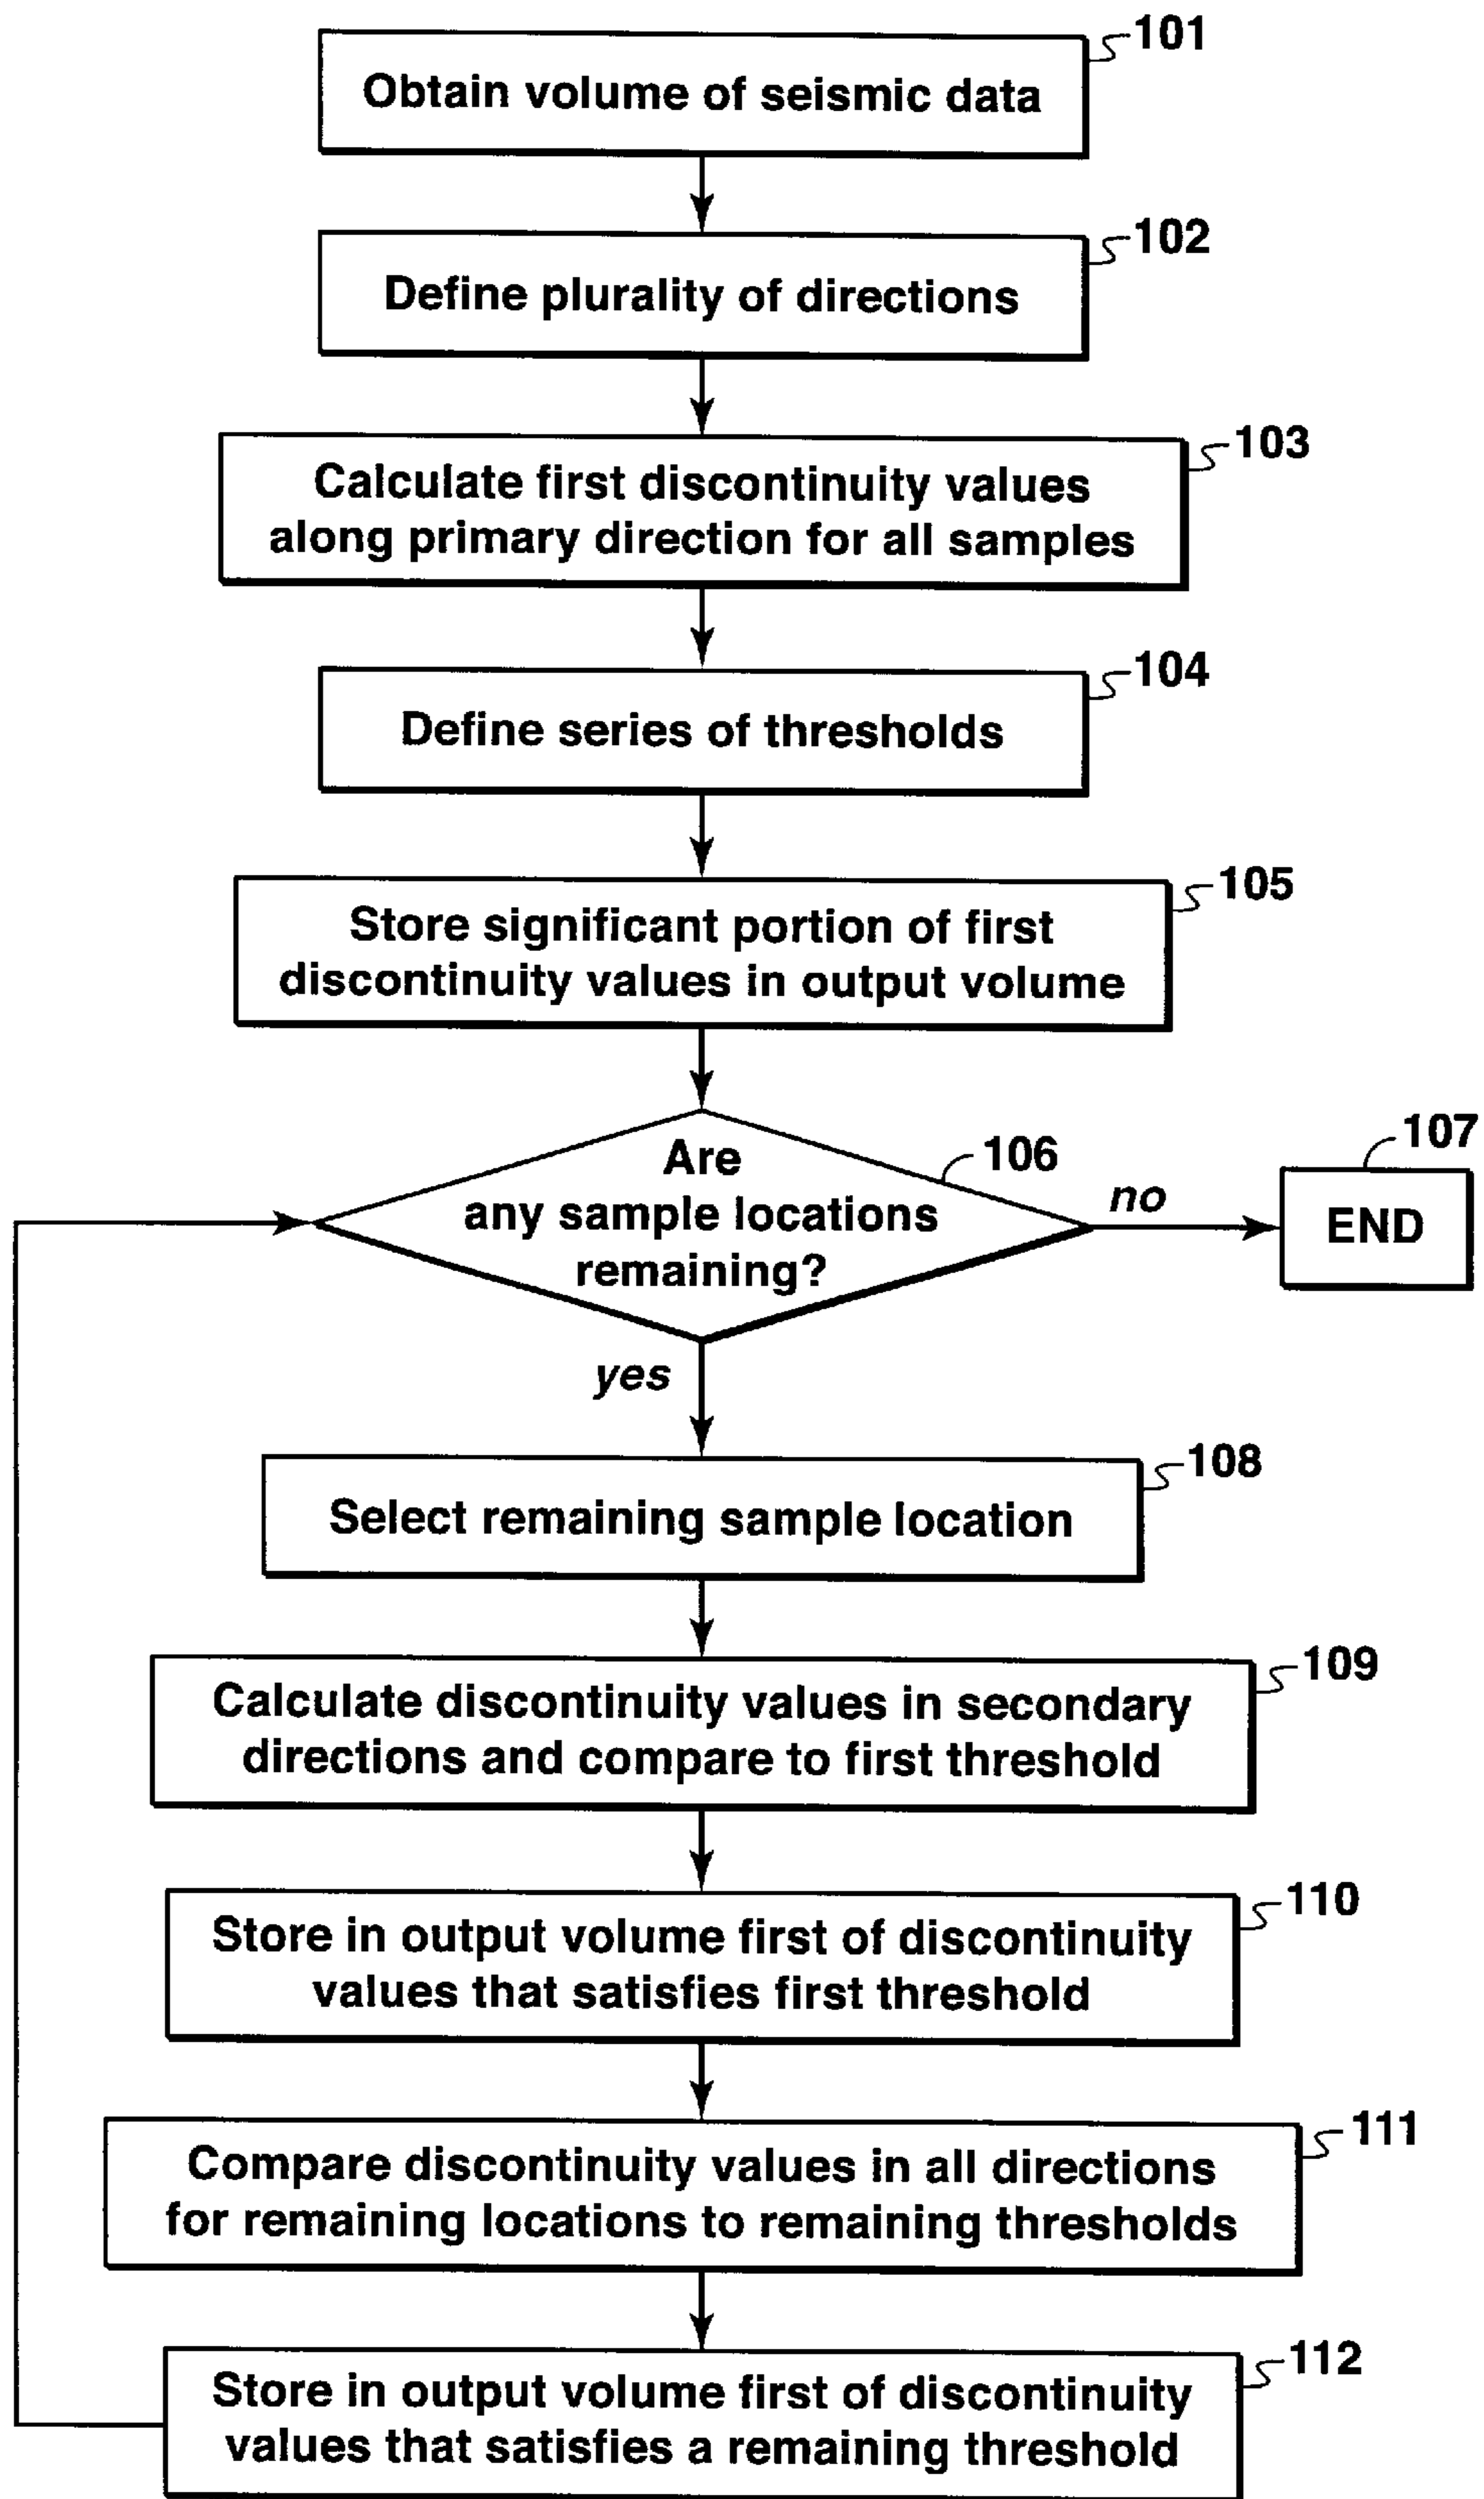 101
Obtain volume of seismic data
102
Define plurality of directions
103
Calculate first discontinuity values
along primary direction for all samples
104
Define series of thresholds
105
Store significant portion of first
discontinuity values in output volume
106
Are
any sample locations
remaining?
no
107
END
yes
108
Select remaining sample location
109
Calculate discontinuity values in secondary
directions and compare to first threshold
110
Store in output volume first of discontinuity
values that satisfies first threshold
111
Compare discontinuity values in all directions
for remaining locations to remaining thresholds
112
Store in output volume first of discontinuity
values that satisfies a remaining threshold